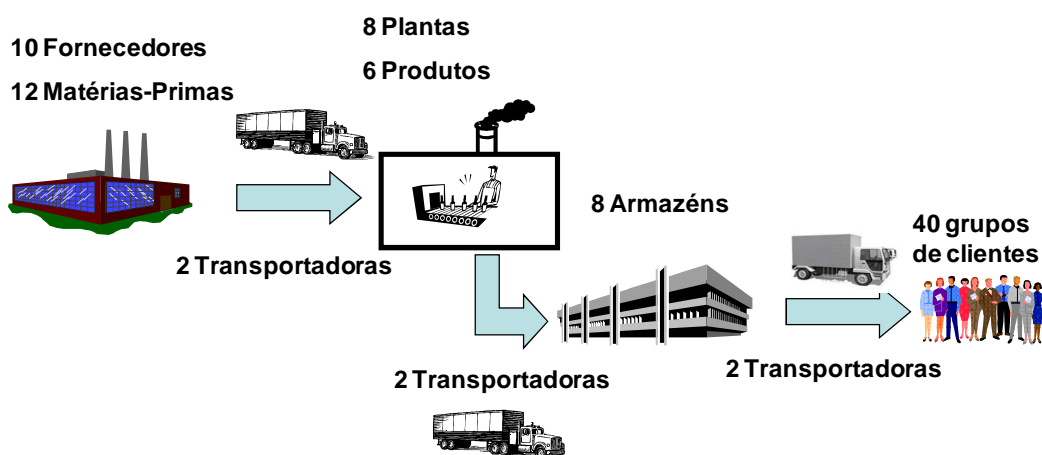 10 Fornecedores
12 Matérias-Primas
8 Plantas
6 Produtos
2 Transportadoras
8 Armazéns
2 Transportadoras
40 grupos
de clientes
2 Transportadoras